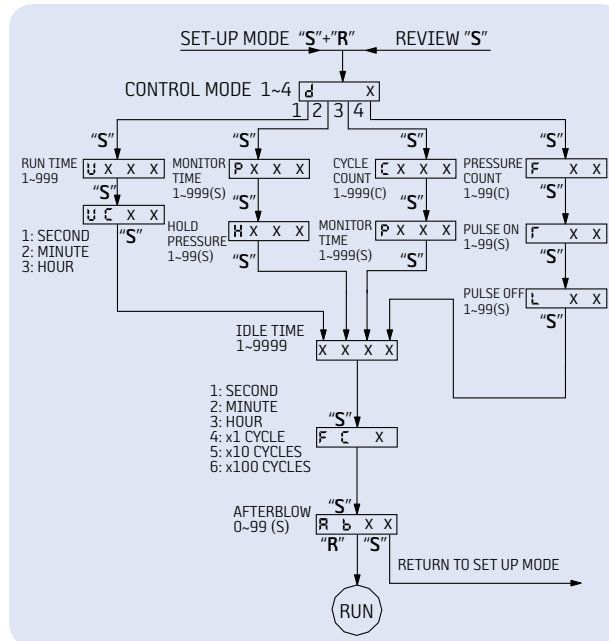 SET-UP MODE "S"+"R" REVIEW "S"
CONTROL MODE 1~4 d X
1 2 3 4
"S" "S" "S" "S"
RUN TIME
1~999
U X X X
MONITOR
TIME
1~999(S)
P X X X
CYCLE
COUNT
1~999(C)
C X X X
PRESSURE
COUNT
1~99(C)
F X X
"S" "S" "S" "S"
U C X X
1: SECOND
2: MINUTE
3: HOUR
"S"
HOLD
PRESSURE
1~99(S)
H X X X
"S"
MONITOR
TIME
1~999(S)
P X X X
"S"
PULSE ON
1~99(S)
Γ X X
"S"
PULSE OFF
1~99(S)
L X X
"S"
IDLE TIME
1~9999
X X X X
1: SECOND
2: MINUTE
3: HOUR
4: x1 CYCLE
5: x10 CYCLES
6: x100 CYCLES
"S"
F C X
AFTERBLOW
0~99 (S)
"S"
A b X X
"R" "S"
RETURN TO SET UP MODE
RUN